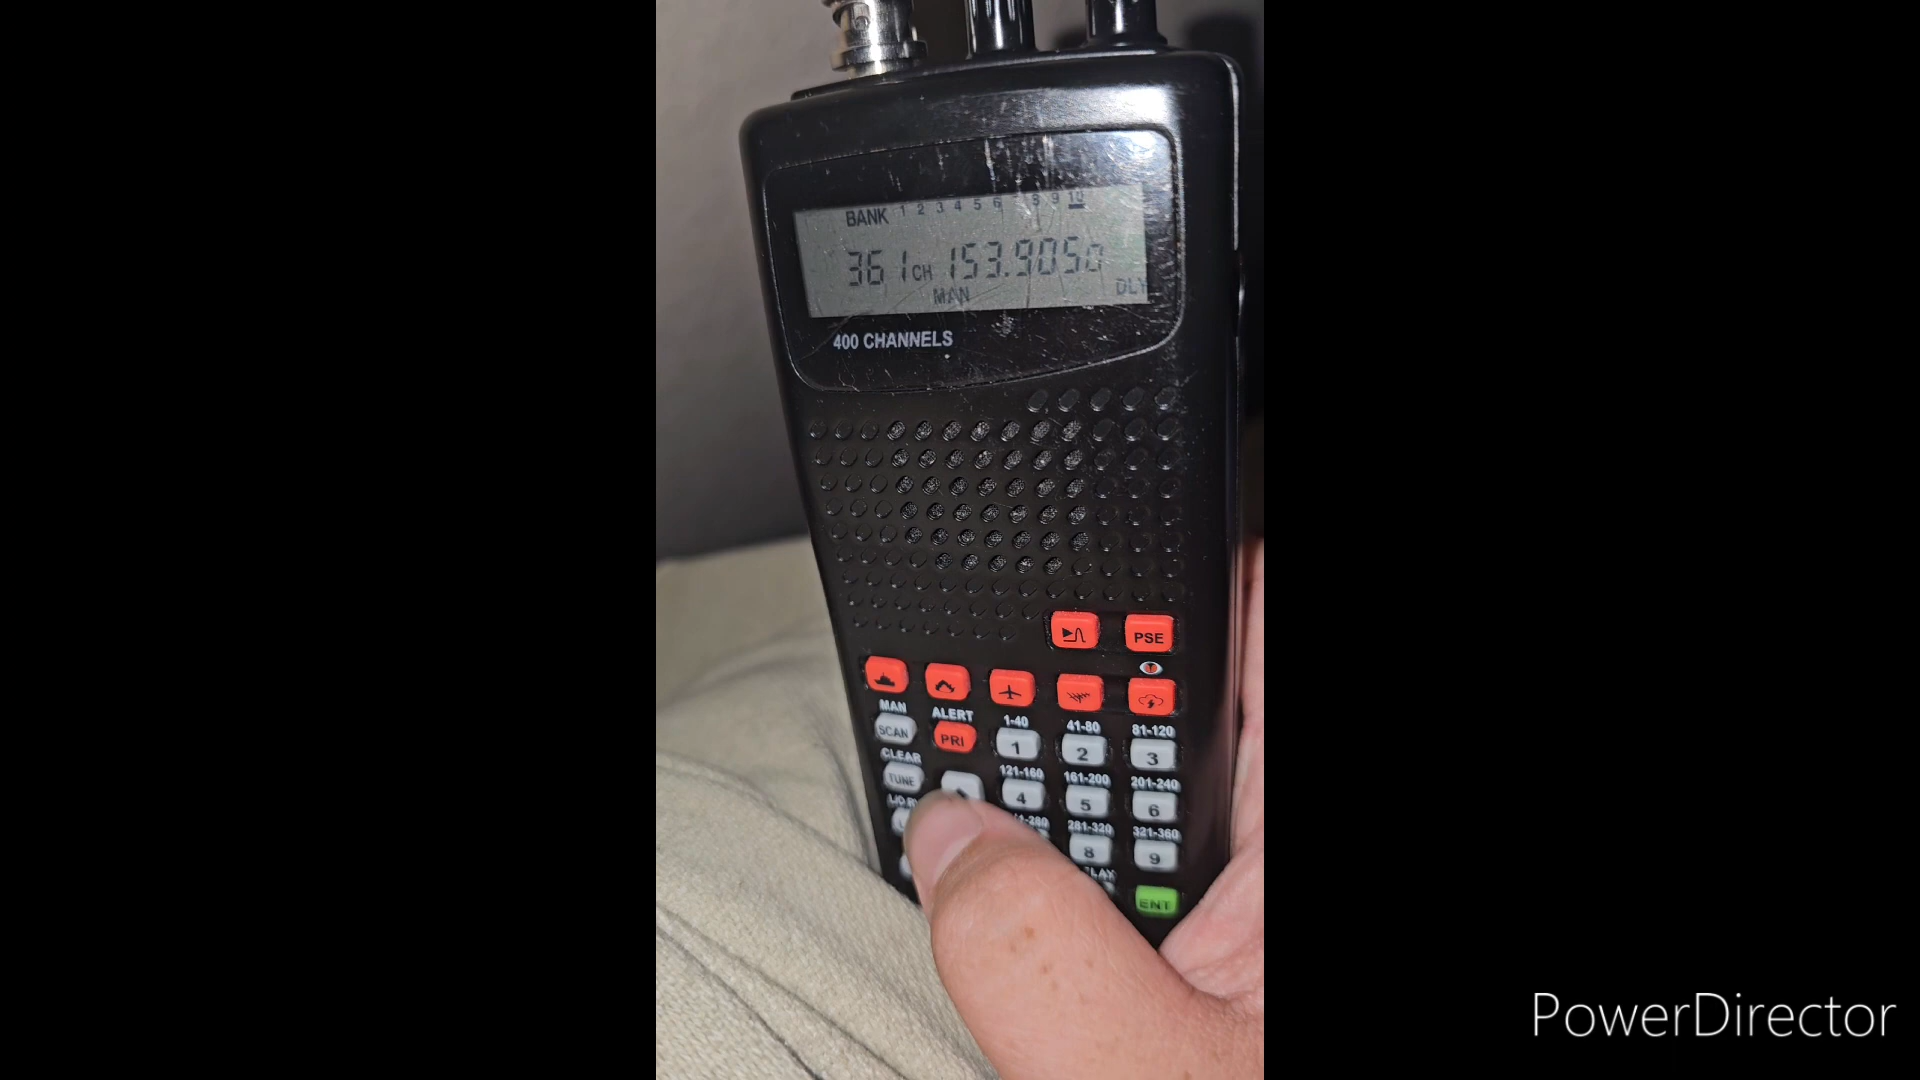 BANK 1 2 3 4 5 6 8 9 10
361 CH 153.9050
MAN DLY
400 CHANNELS
PSE
MAN ALERT 1-40 41-80 81-120
SCAN PRI 1 2 3
CLEAR 121-160 161-200 201-240
TUNE 4 5 6
281-320 321-360
8 9
ENT
PowerDirector